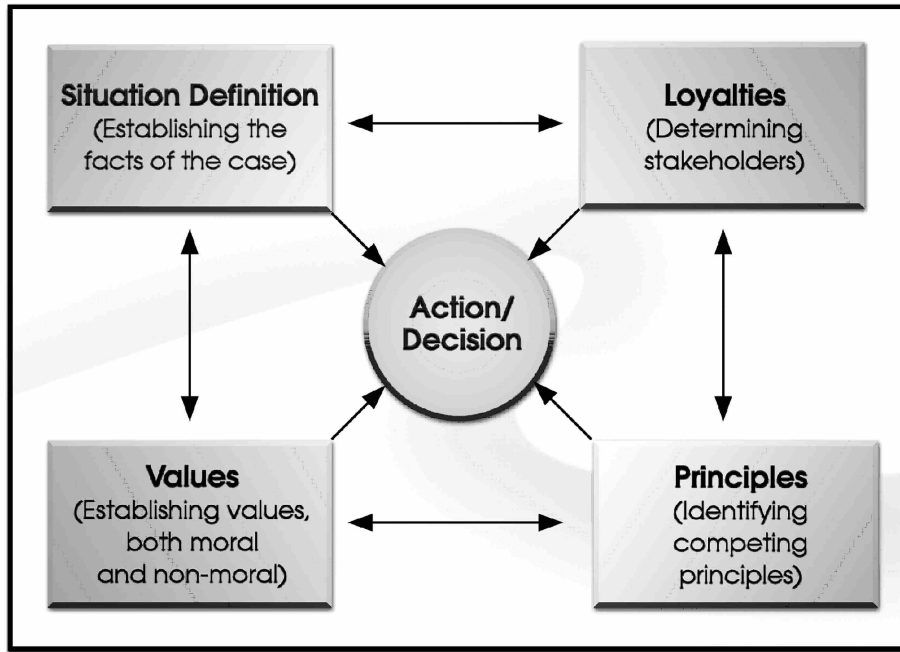 Situation Definition
(Establishing the
facts of the case)
Loyalties
(Determining
stakeholders)
Action/
Decision
Values
(Establishing values,
both moral
and non-moral)
Principles
(Identifying
competing
principles)